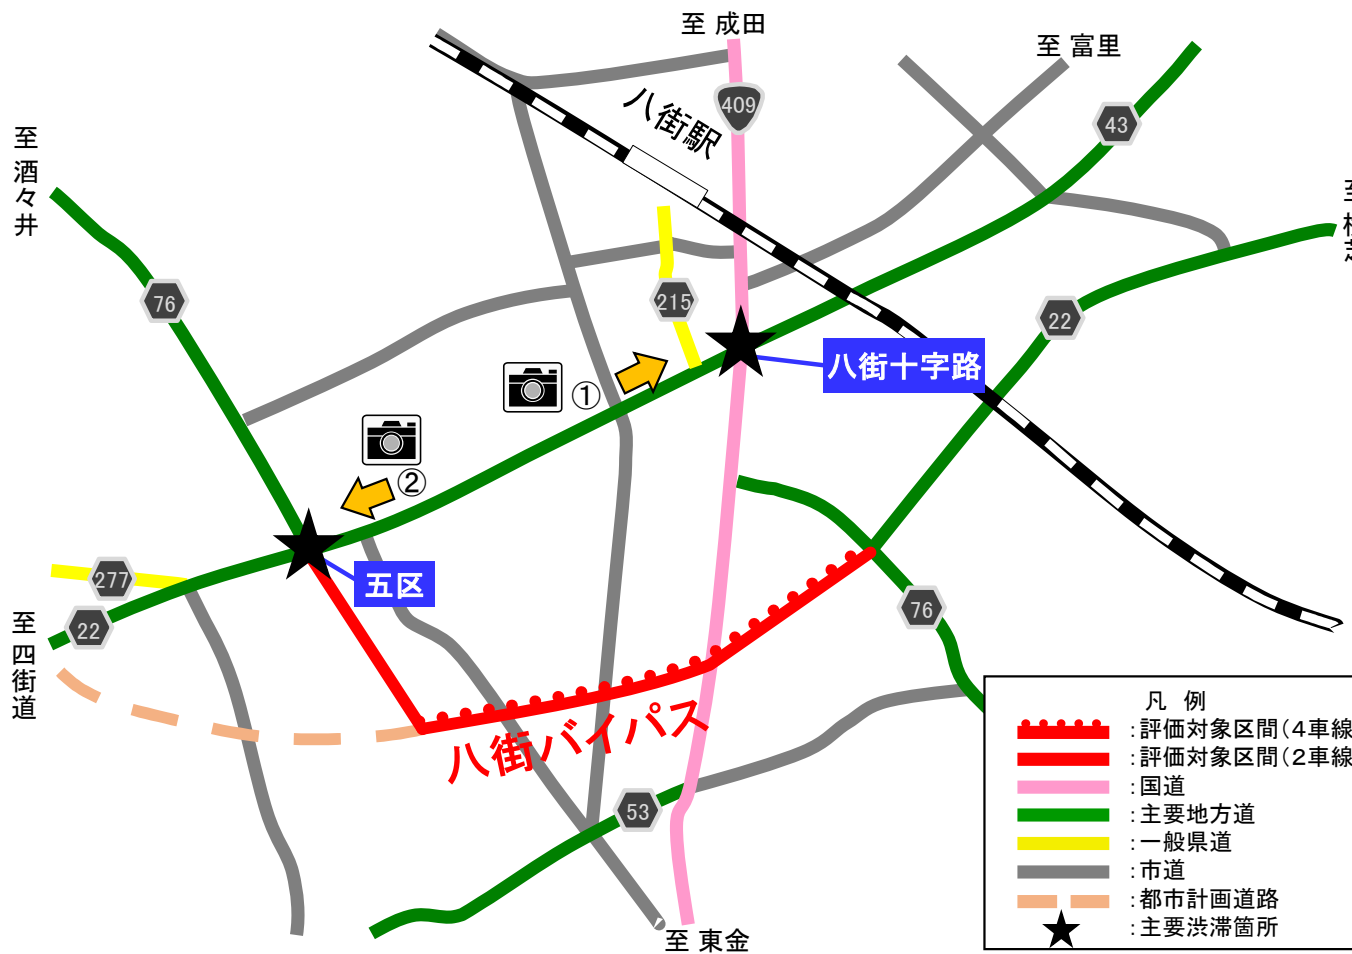 至 成田
至 富里
409
八街駅
43
至 酒々井
76
215
22
八街十字路
①
②
五区
277
22
至 四街道
76
八街バイパス
53
至 東金
凡 例
:評価対象区間(4車線
:評価対象区間(2車線
:国道
:主要地方道
:一般県道
:市道
:都市計画道路
:主要渋滞箇所